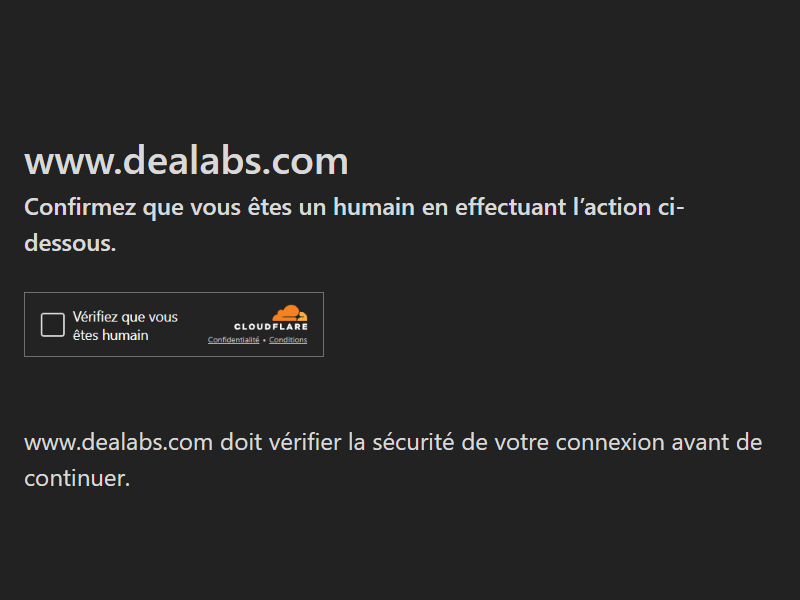 www.dealabs.com
Confirmez que vous êtes un humain en effectuant l’action ci-
dessous.
Vérifiez que vous
êtes humain
CLOUDFLARE
Confidentialité • Conditions
www.dealabs.com doit vérifier la sécurité de votre connexion avant de
continuer.